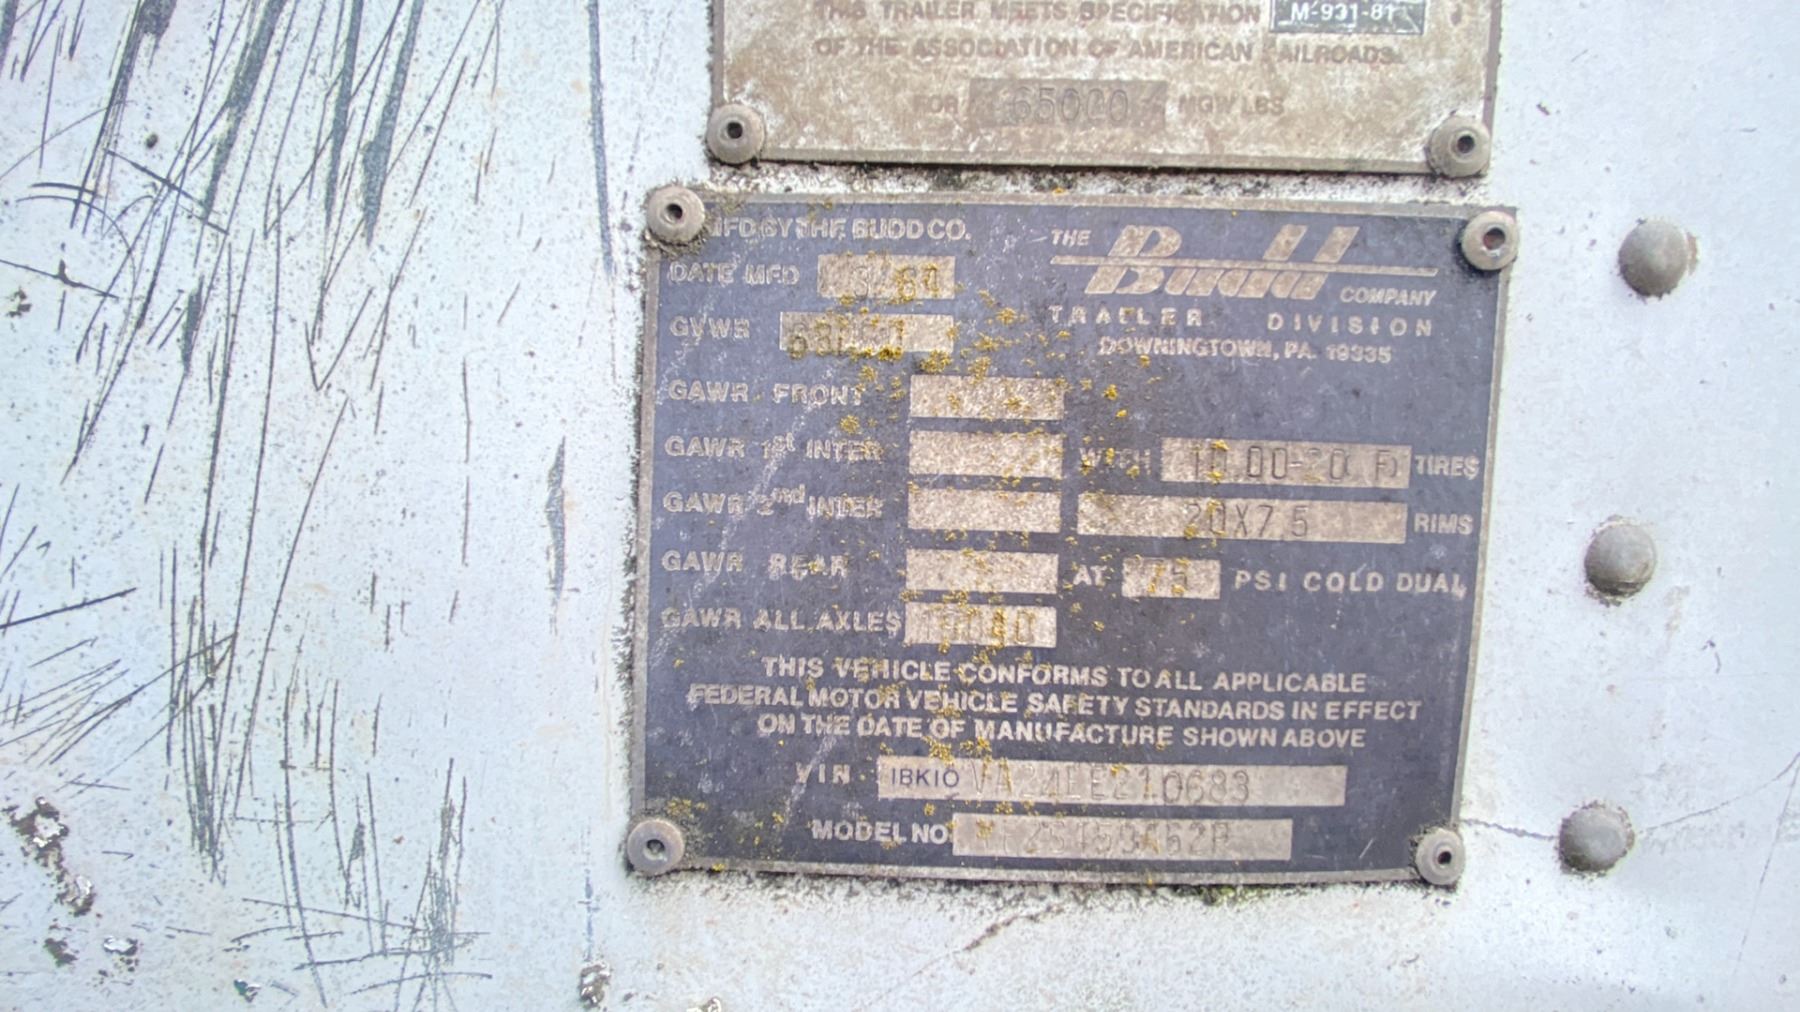 THIS TRAILER MEETS SPECIFICATION M-931-81
OF THE ASSOCIATION OF AMERICAN RAILROADS
FOR 65000 MGW LBS
MFD BY THE BUDD CO.
DATE MFD
THE Budd COMPANY
TRAILER DIVISION
DOWNINGTOWN, PA. 19335
GVWR
GAWR FRONT
GAWR 1st INTER
WITH 10.00-20 F TIRES
GAWR 2nd INTER
20X7.5 RIMS
GAWR REAR
AT 75 PSI COLD DUAL
GAWR ALL AXLES
THIS VEHICLE CONFORMS TO ALL APPLICABLE
FEDERAL MOTOR VEHICLE SAFETY STANDARDS IN EFFECT
ON THE DATE OF MANUFACTURE SHOWN ABOVE
VIN IBKIO
MODEL NO